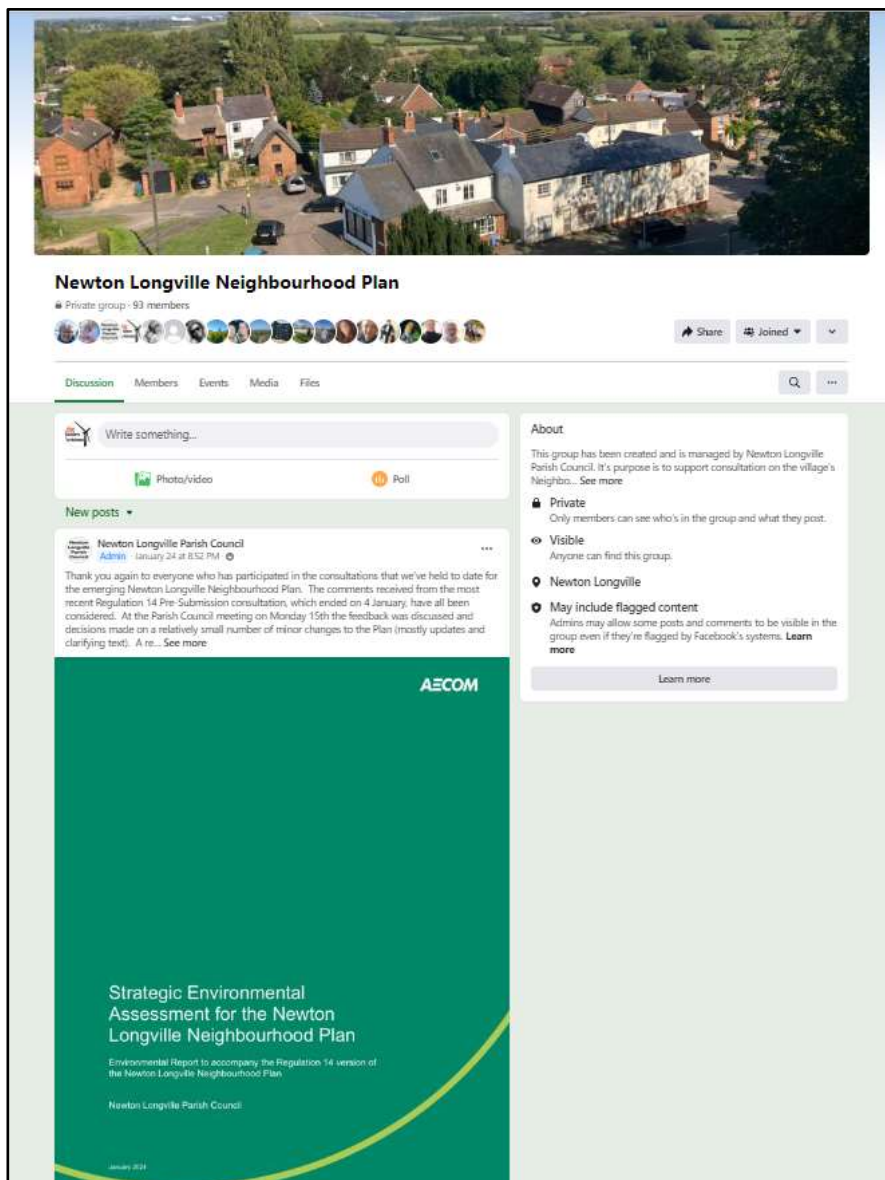 Newton Longville Neighbourhood Plan
Private group · 93 members
Share
Joined
Discussion
Members
Events
Media
Files
Write something...
Photo/video
Poll
New posts
Newton Longville Parish Council
Admin · January 24 at 8:52 PM ·
Thank you again to everyone who has participated in the consultations that we've held to date for
the emerging Newton Longville Neighbourhood Plan. The comments received from the most
recent Regulation 14 Pre-Submission consultation, which ended on 4 January, have all been
considered. At the Parish Council meeting on Monday 15th the feedback was discussed and
decisions made on a relatively small number of minor changes to the Plan (mostly updates and
clarifying text). A re... See more
AECOM
Strategic Environmental
Assessment for the Newton
Longville Neighbourhood Plan
Environmental Report to accompany the Regulation 14 version of
the Newton Longville Neighbourhood Plan
Newton Longville Parish Council
January 2024
About
This group has been created and is managed by Newton Longville
Parish Council. It's purpose is to support consultation on the village's
Neighbo... See more
Private
Only members can see who's in the group and what they post.
Visible
Anyone can find this group.
Newton Longville
May include flagged content
Admins may allow some posts and comments to be visible in the
group even if they're flagged by Facebook's systems. Learn
more
Learn more